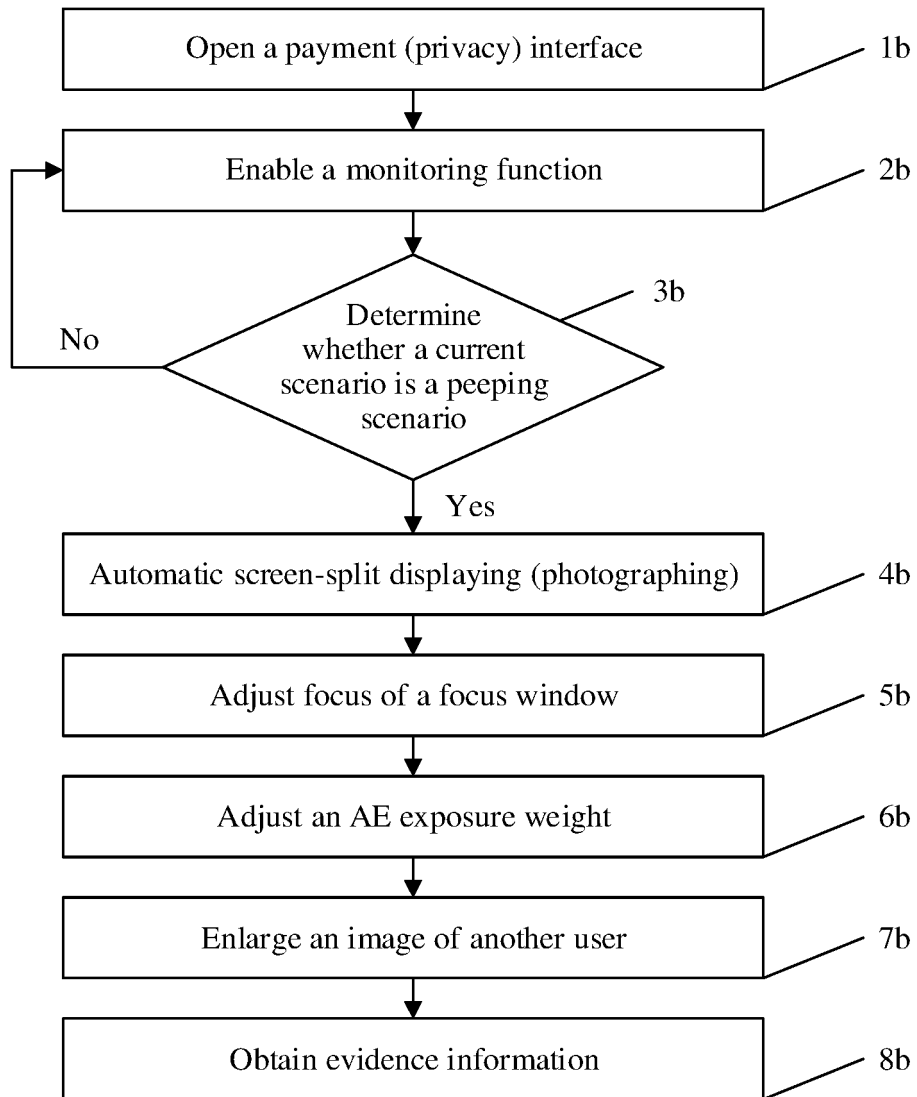 Open a payment (privacy) interface
1b
Enable a monitoring function
2b
3b
Determine
whether a current
scenario is a peeping
scenario
No
Yes
Automatic screen-split displaying (photographing)
4b
Adjust focus of a focus window
5b
Adjust an AE exposure weight
6b
Enlarge an image of another user
7b
Obtain evidence information
8b